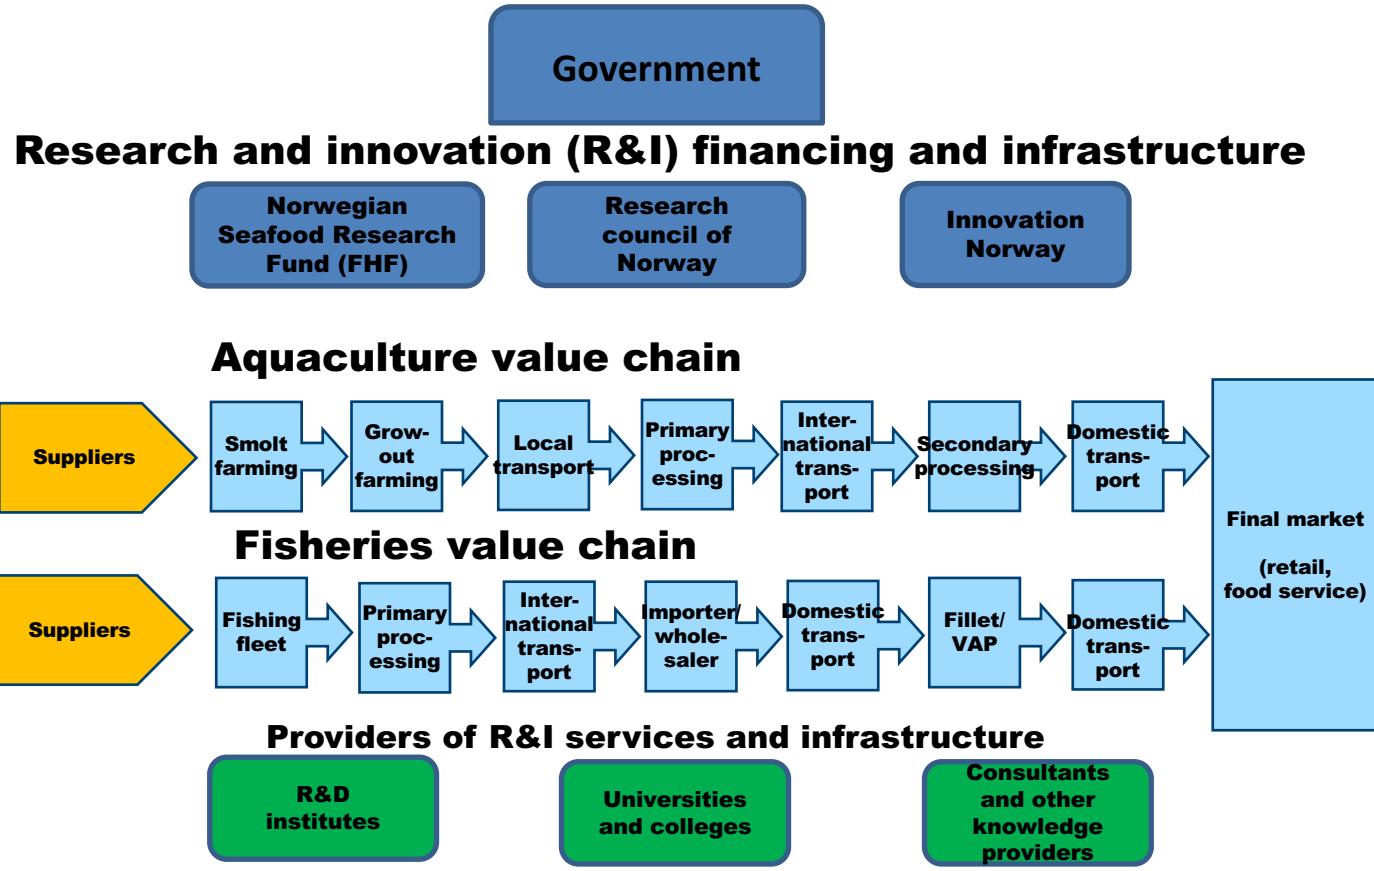 Government
Research and innovation (R&I) financing and infrastructure
Norwegian
Seafood Research
Fund (FHF)
Research
council of
Norway
Innovation
Norway
Aquaculture value chain
Suppliers
Smolt
farming
Grow-
out
farming
Local
transport
Primary
proc-
essing
Inter-
national
trans-
port
Secondary
processing
Domestic
trans-
port
Final market
(retail,
food service)
Fisheries value chain
Suppliers
Fishing
fleet
Primary
proc-
essing
Inter-
national
trans-
port
Importer/
whole-
saler
Domestic
trans-
port
Fillet/
VAP
Domestic
trans-
port
Providers of R&I services and infrastructure
R&D
institutes
Universities
and colleges
Consultants
and other
knowledge
providers